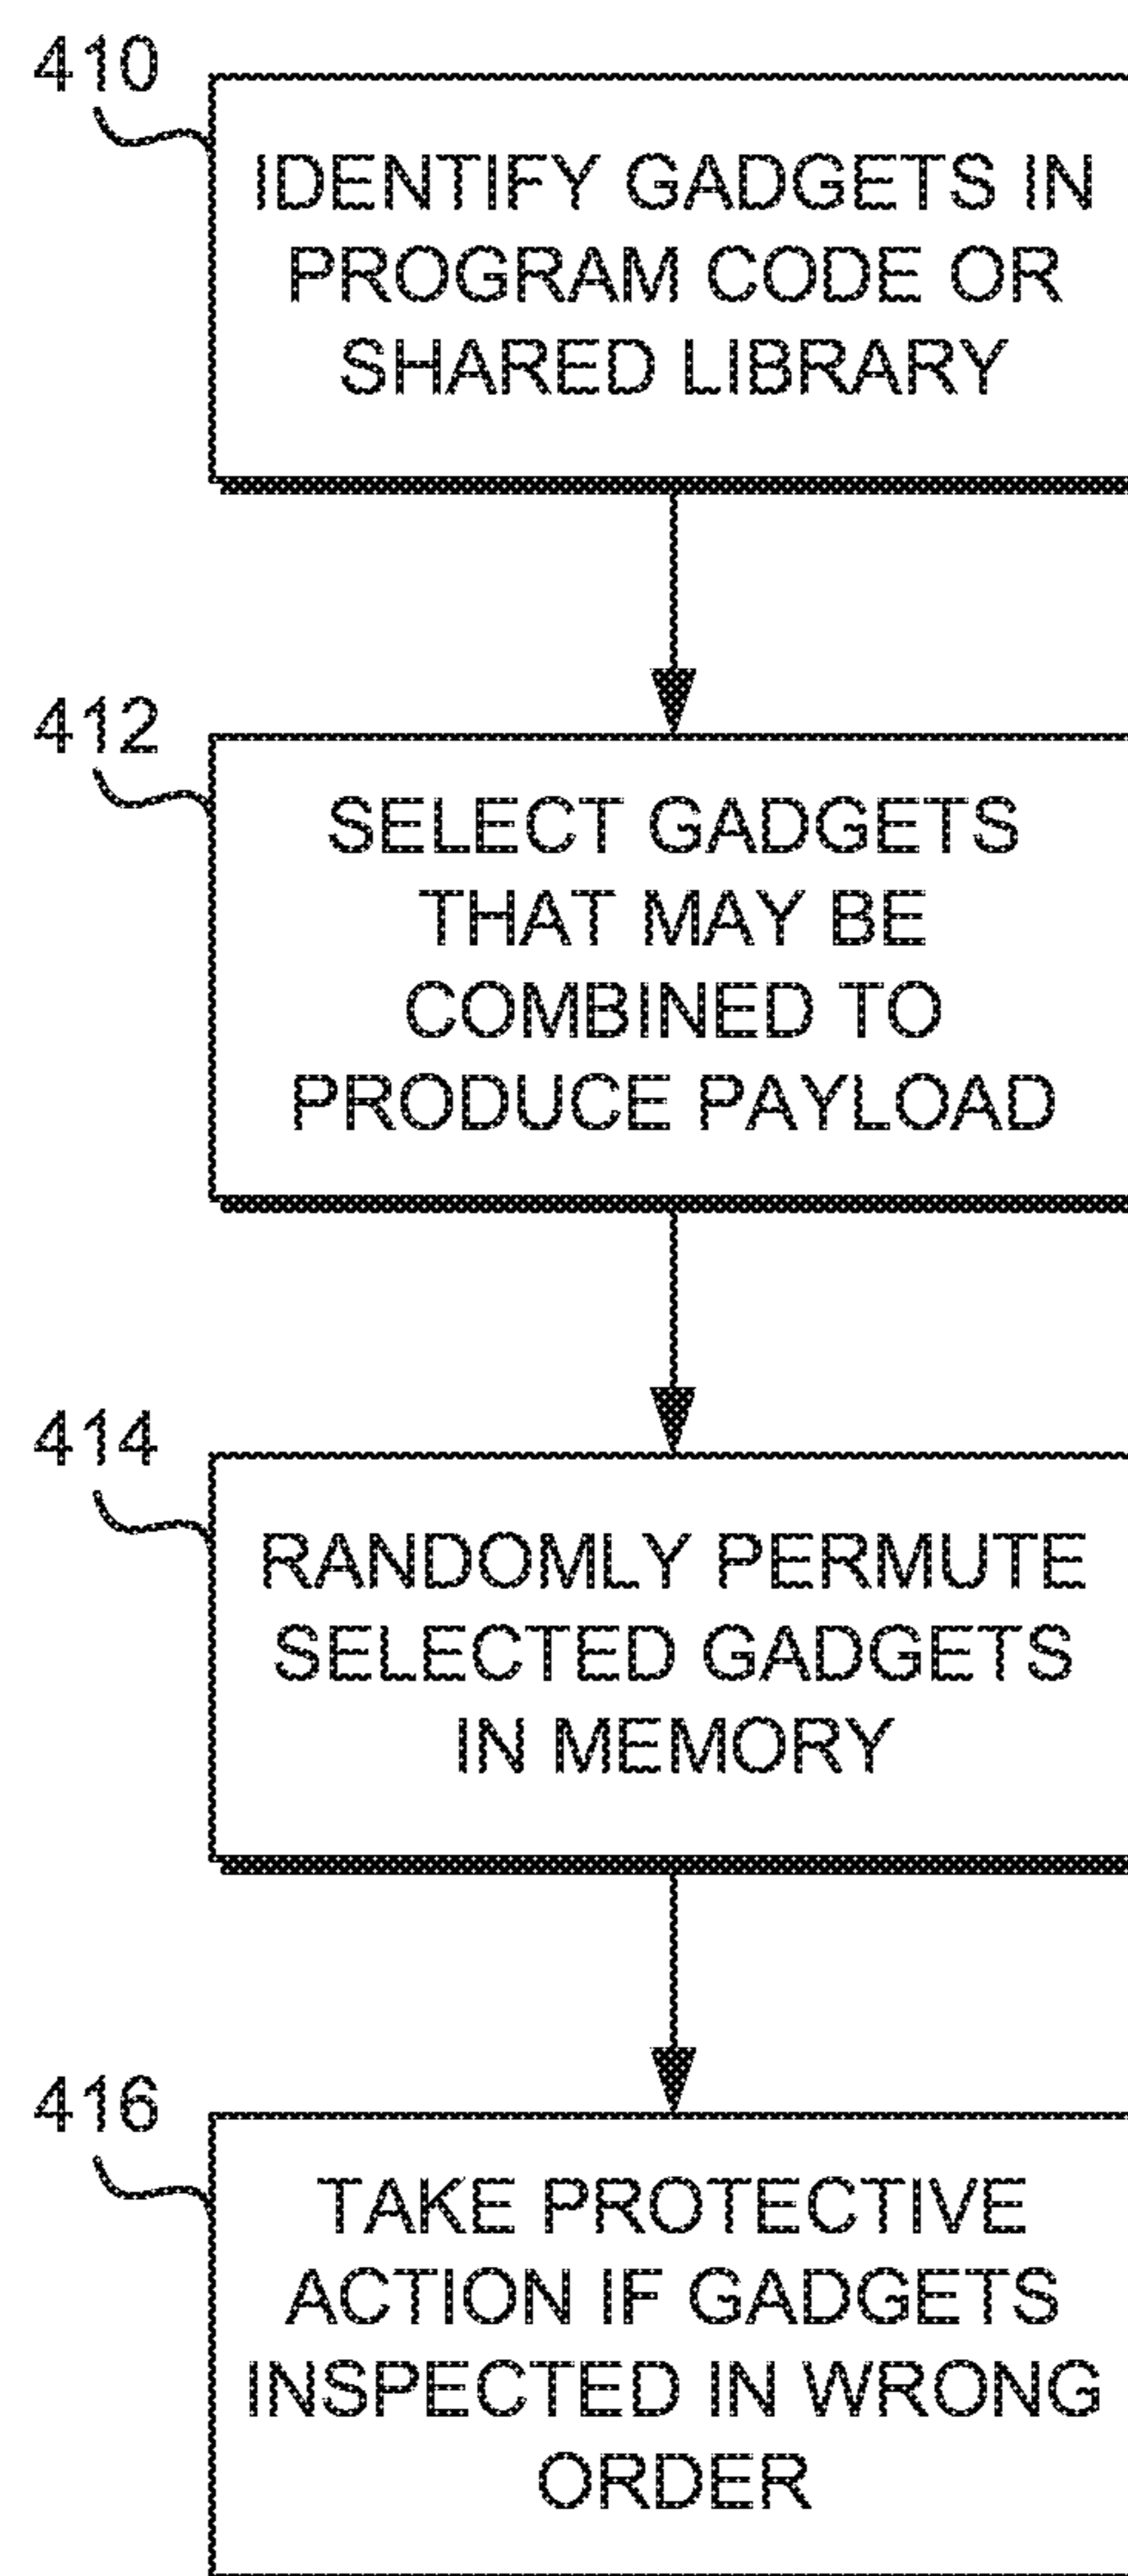 410
IDENTIFY GADGETS IN
PROGRAM CODE OR
SHARED LIBRARY
412
SELECT GADGETS
THAT MAY BE
COMBINED TO
PRODUCE PAYLOAD
414
RANDOMLY PERMUTE
SELECTED GADGETS
IN MEMORY
416
TAKE PROTECTIVE
ACTION IF GADGETS
INSPECTED IN WRONG
ORDER